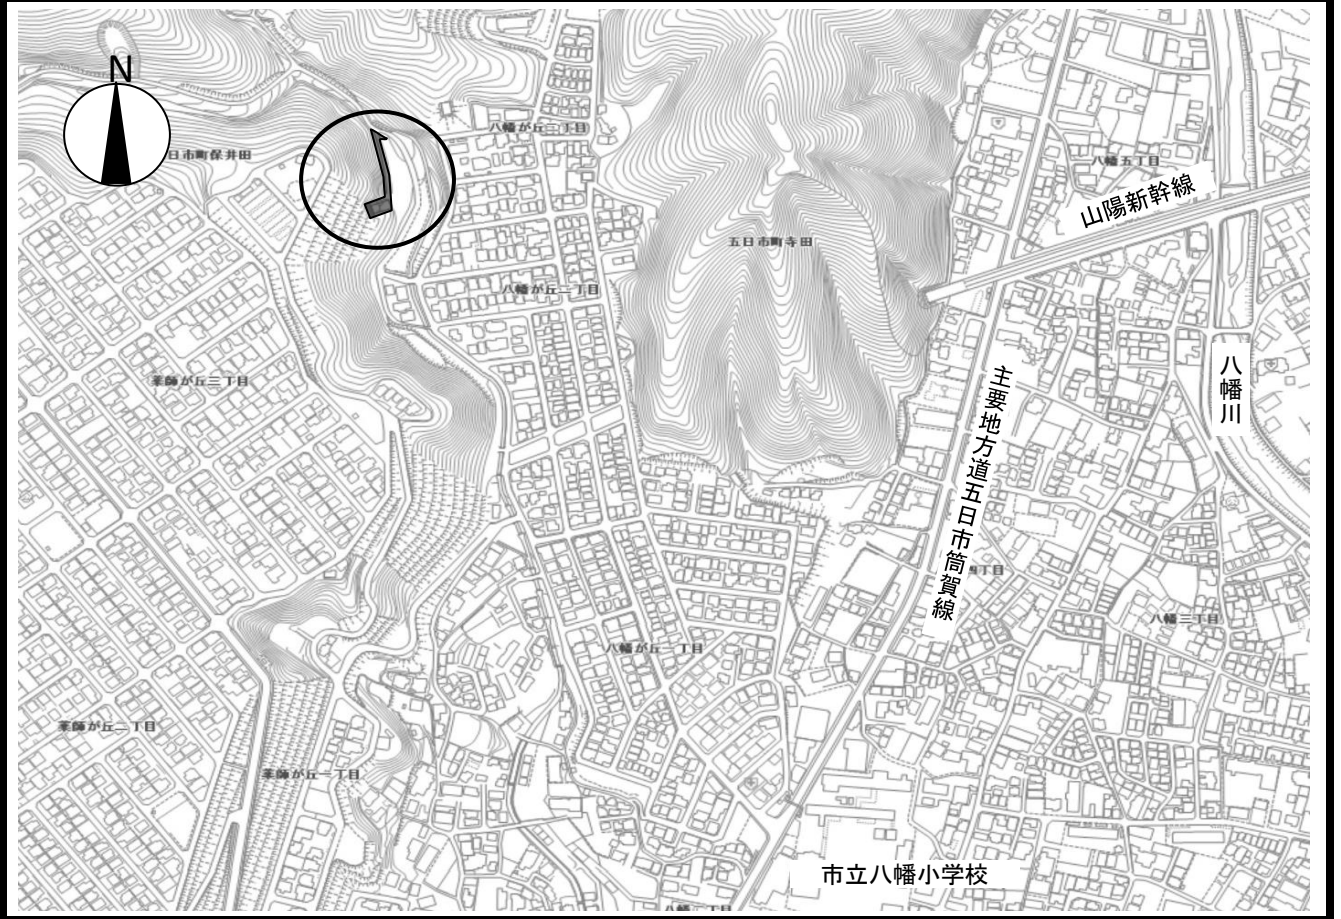 N
八幡が丘二丁目
日市町保井田
八幡五丁目
山陽新幹線
五日市町寺田
八幡が丘一丁目
八幡川
薬師が丘三丁目
主要地方道五日市筒賀線
四丁目
八幡三丁目
八幡が丘一丁目
薬師が丘二丁目
薬師が丘一丁目
市立八幡小学校